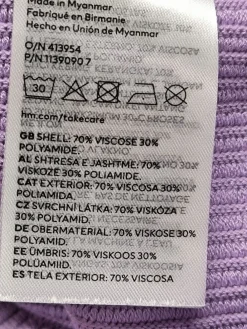 Made in Myanmar
Fabriqué en Birmanie
Hecho en Unión de Myanmar
O/N 413954
P/N 11390907
30
hm.com/takecare
GB SHELL: 70% VISCOSE 30%
POLYAMIDE.
AL SHTRESA E JASHTME: 70%
VISKOZE 30% POLIAMIDE.
CAT EXTERIOR: 70% VISCOSA 30%
POLIAMIDA.
CZ SVRCHNÍ LÁTKA: 70% VISKÓZA
30% POLYAMID.
DE OBERMATERIAL: 70% VISKOSE 30%
POLYAMID.
EE ÜMBRIS: 70% VISKOOS 30%
POLÜAMIID.
ES TELA EXTERIOR: 70% VISCOSA